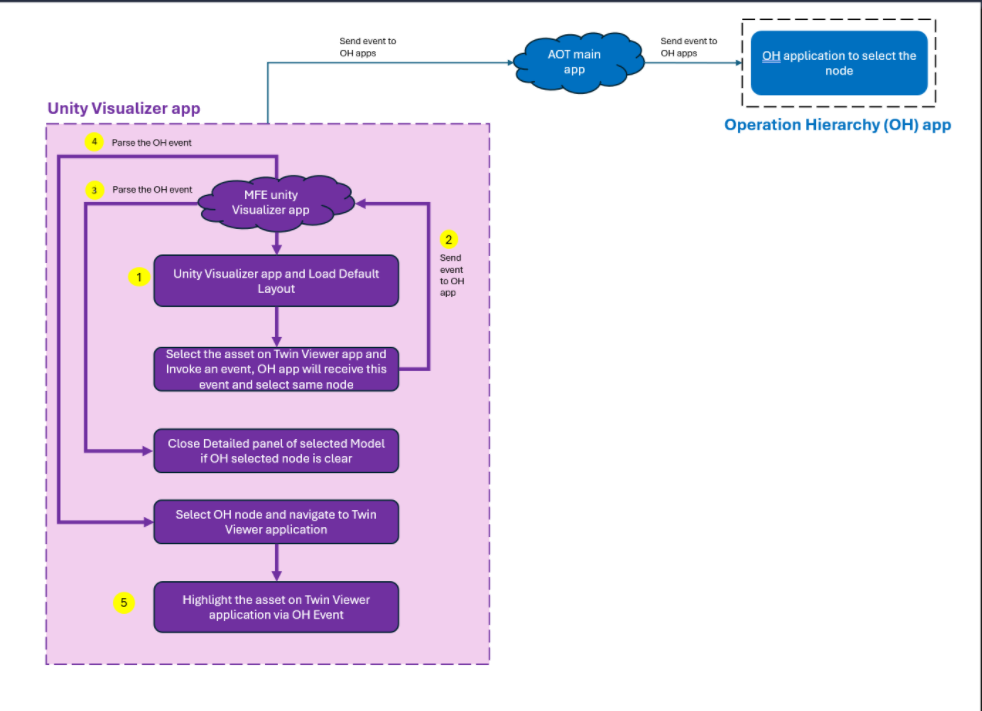 Send event to
OH apps
AOT main
app
Send event to
OH apps
OH application to select the
node
Operation Hierarchy (OH) app
Unity Visualizer app
4
Parse the OH event
3
Parse the OH event
MFE unity
Visualizer app
2
Send
event
to OH
app
1
Unity Visualizer app and Load Default
Layout
Select the asset on Twin Viewer app and
Invoke an event, OH app will receive this
event and select same node
Close Detailed panel of selected Model
if OH selected node is clear
Select OH node and navigate to Twin
Viewer application
5
Highlight the asset on Twin Viewer
application via OH Event